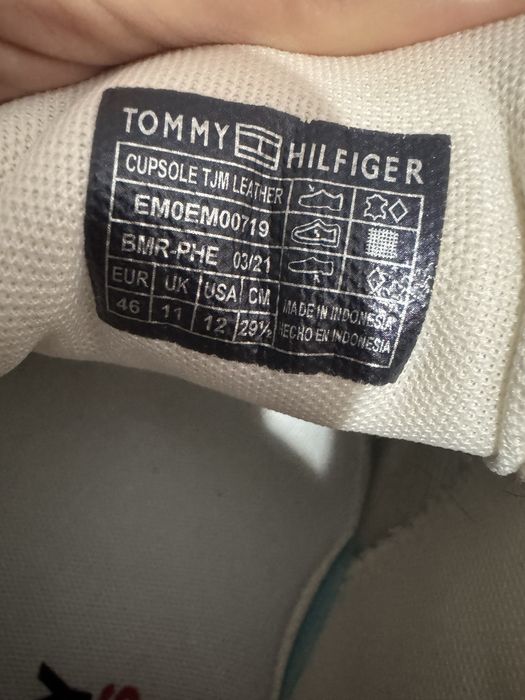 TOMMY HILFIGER
CUPSOLE TJM LEATHER
EM0EM00719
BMR-PHE 03/21
EUR UK USA CM
46 11 12 29½
MADE IN INDONESIA
HECHO EN INDONESIA